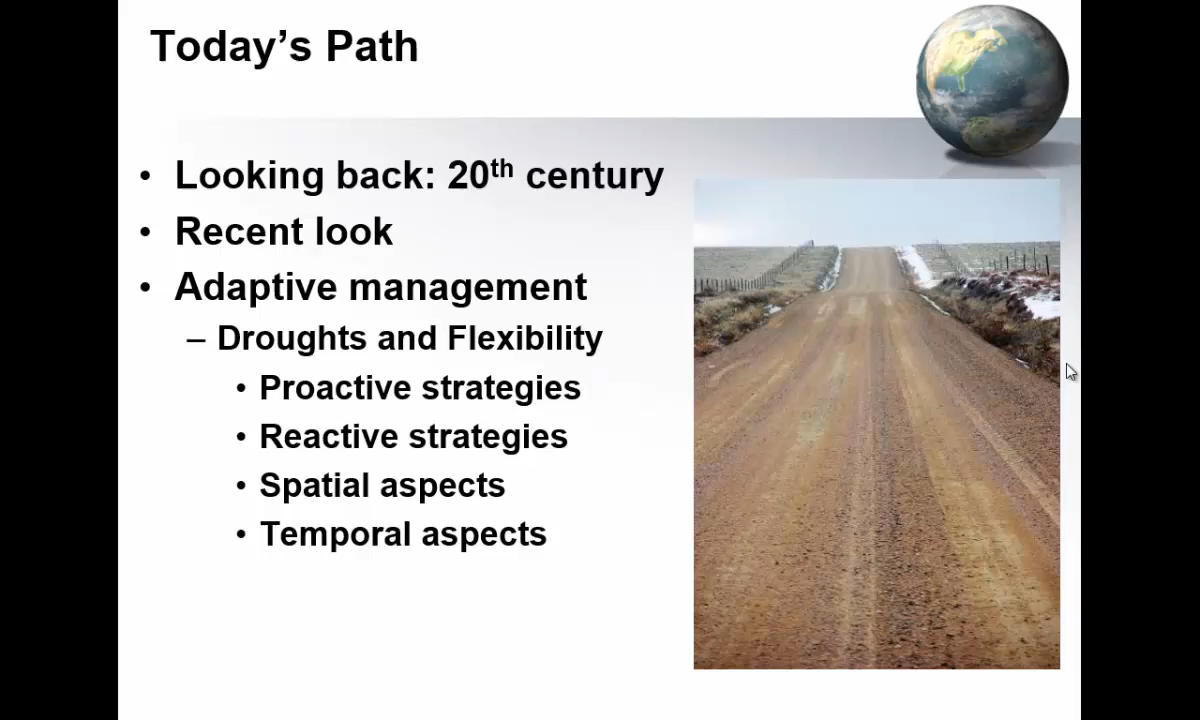 Today’s Path
• Looking back: 20th century
• Recent look
• Adaptive management
– Droughts and Flexibility
• Proactive strategies
• Reactive strategies
• Spatial aspects
• Temporal aspects